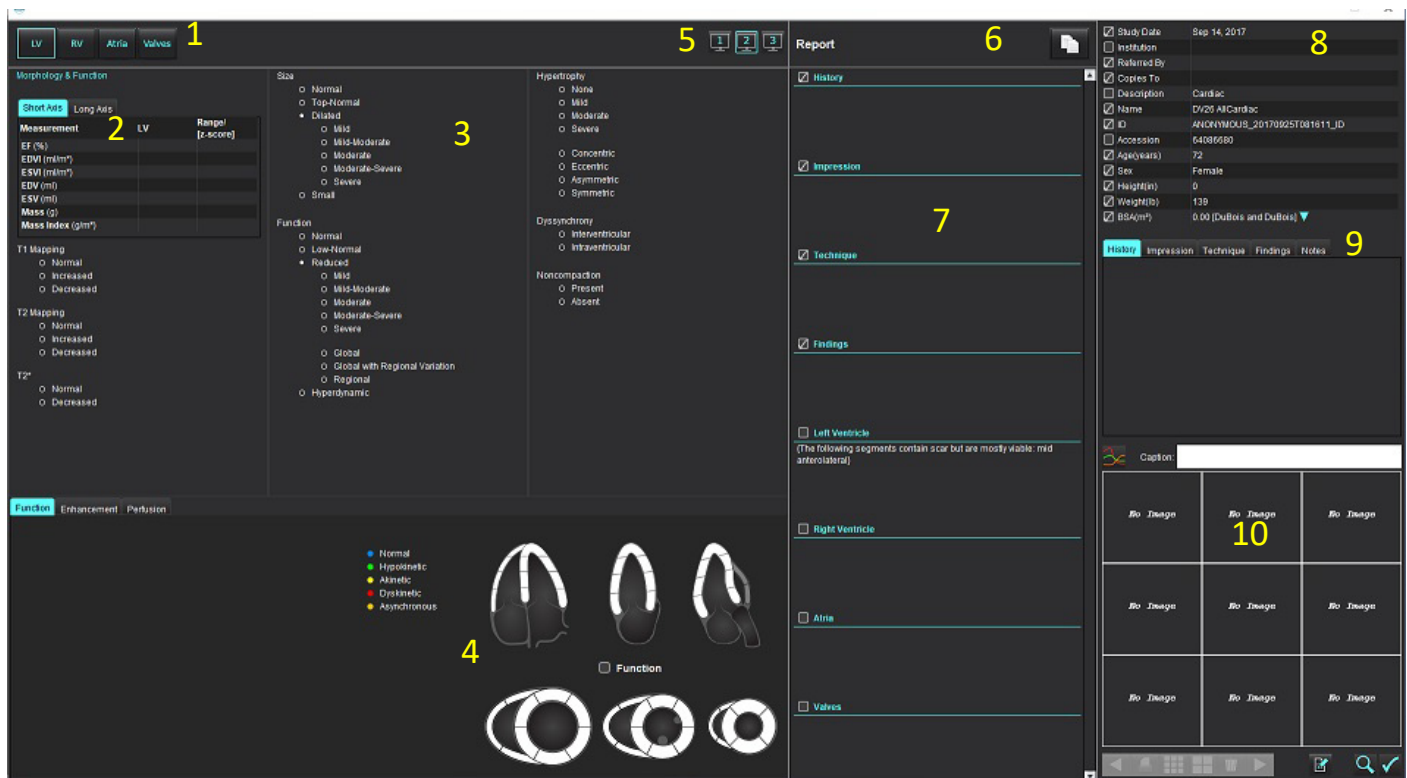 LV RV Atria Valves 1
5 1 2 3
Morphology & Function
Short Axis Long Axis
Measurement LV Range/
[z-score]
2
EF (%)
EDVI (ml/m²)
ESVI (ml/m²)
EDV (ml)
ESV (ml)
Mass (g)
Mass Index (g/m²)
T1 Mapping
Normal
Increased
Decreased
T2 Mapping
Normal
Increased
Decreased
T2*
Normal
Decreased
Size
Normal
Top-Normal
Dilated
Mild
Mild-Moderate
Moderate
Moderate-Severe
Severe
Small
3
Function
Normal
Low-Normal
Reduced
Mild
Mild-Moderate
Moderate
Moderate-Severe
Severe
Global
Global with Regional Variation
Regional
Hyperdynamic
Hypertrophy
None
Mild
Moderate
Severe
Concentric
Eccentric
Asymmetric
Symmetric
Dyssynchrony
Interventricular
Intraventricular
Noncompaction
Present
Absent
Function Enhancement Perfusion
Normal
Hypokinetic
Akinetic
Dyskinetic
Asynchronous
4
Function
Report 6
History
Impression
7
Technique
Findings
Left Ventricle
(The following segments contain scar but are mostly viable: mid
anterolateral)
Right Ventricle
Atria
Valves
Study Date Sep 14, 2017
8
Institution
Referred By
Copies To
Description Cardiac
Name DV26 AllCardiac
ID ANONYMOUS_20170925T081611_ID
Accession 64086680
Age(years) 72
Sex Female
Height(in) 0
Weight(lb) 139
BSA(m²) 0.00 (DuBois and DuBois)
History Impression Technique Findings Notes 9
Caption:
No Image No Image No Image
10
No Image No Image No Image
No Image No Image No Image